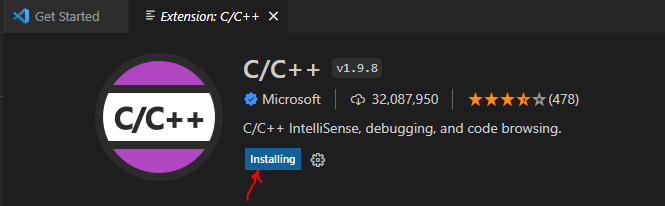 Get Started
Extension: C/C++
C/C++ v1.9.8
C/C++
Microsoft 32,087,950 (478)
C/C++ IntelliSense, debugging, and code browsing.
Installing